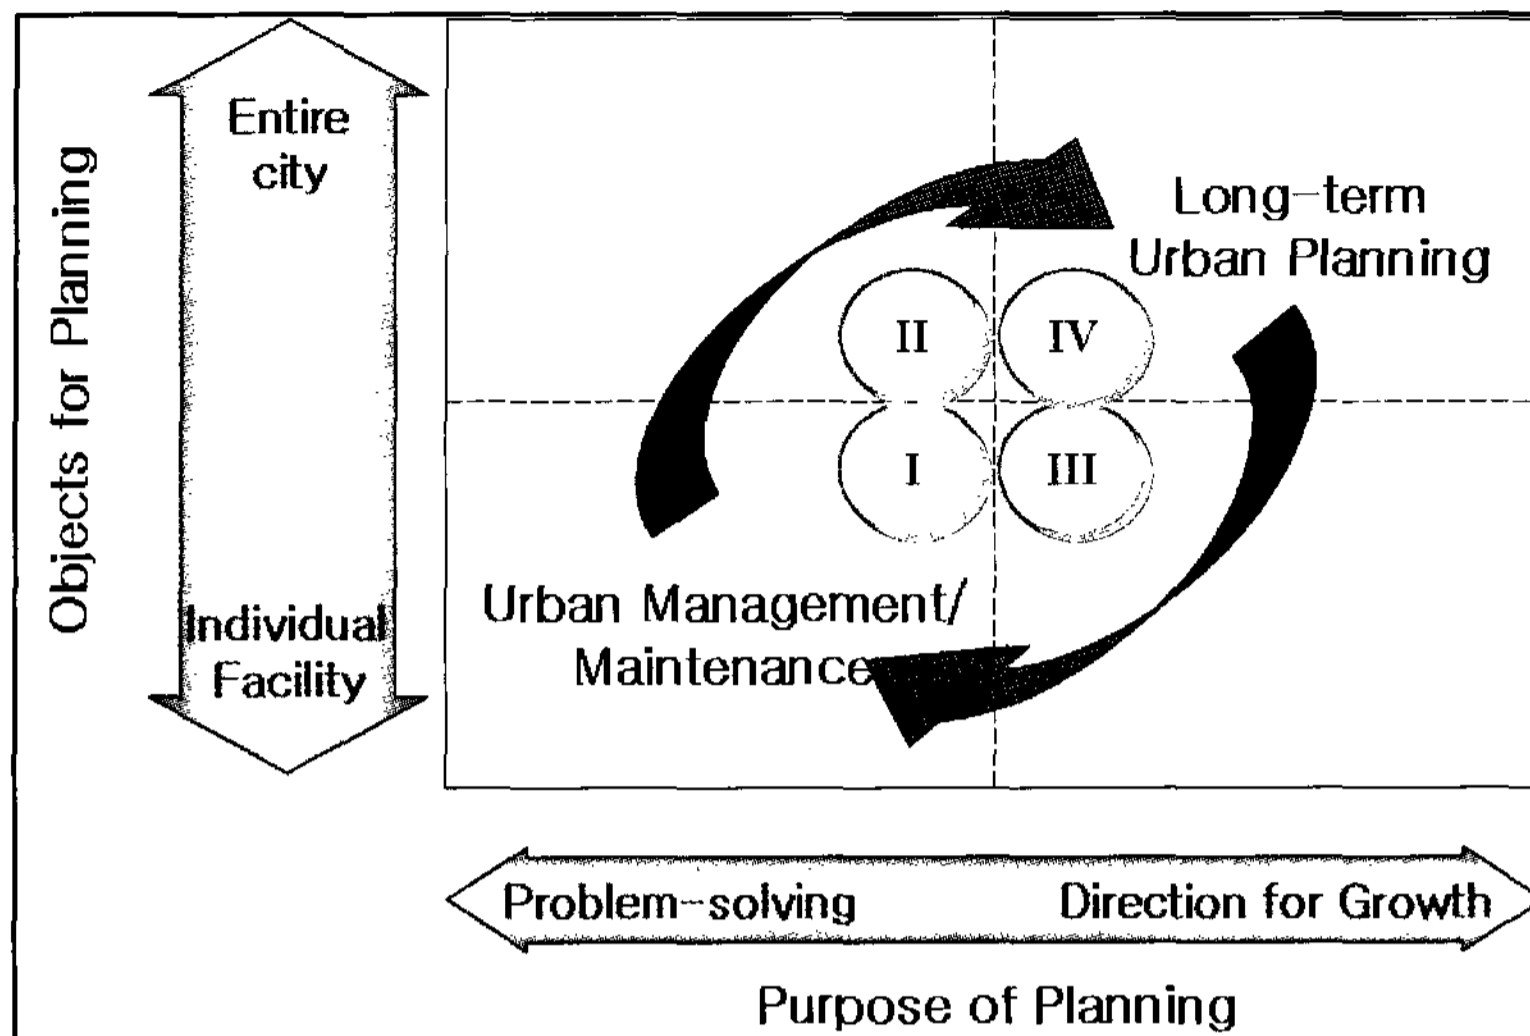 Objects for Planning
Entire
city
Individual
Facility
Long-term
Urban Planning
II
IV
I
III
Urban Management/
Maintenance
Problem-solving
Direction for Growth
Purpose of Planning